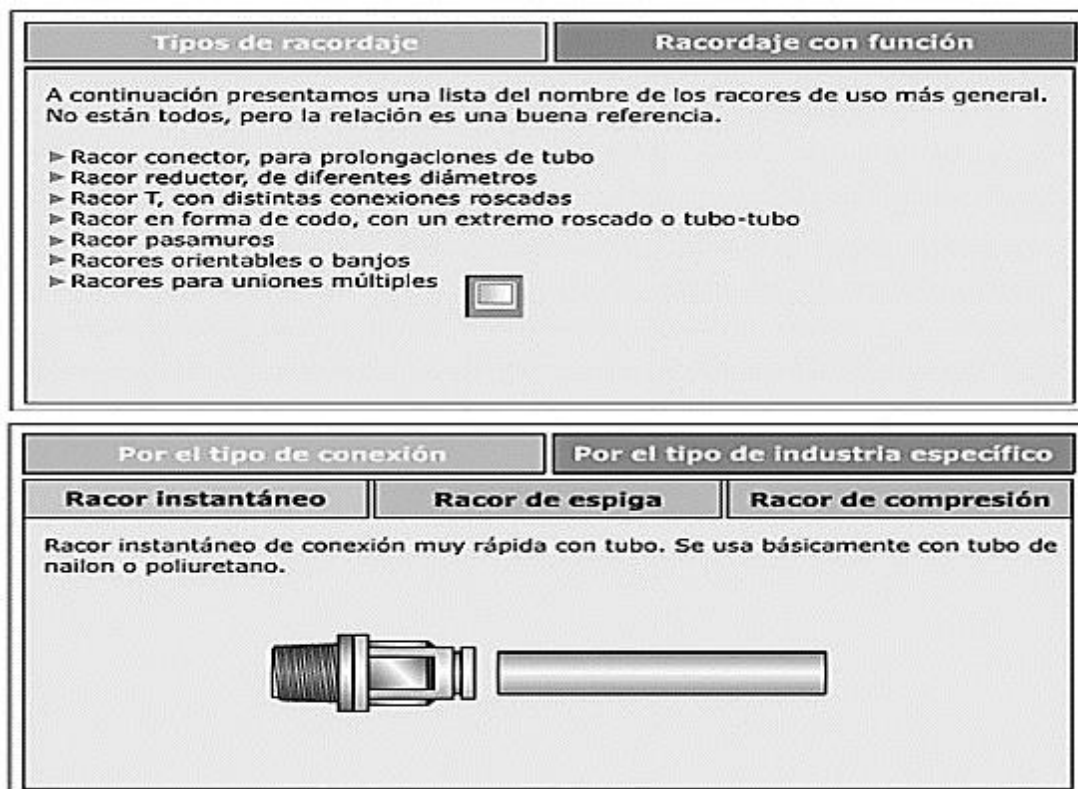 Tipos de racordaje
Racordaje con función
A continuación presentamos una lista del nombre de los racores de uso más general.
No están todos, pero la relación es una buena referencia.
Racor conector, para prolongaciones de tubo
Racor reductor, de diferentes diámetros
Racor T, con distintas conexiones roscadas
Racor en forma de codo, con un extremo roscado o tubo-tubo
Racor pasamuros
Racores orientables o banjos
Racores para uniones múltiples
Por el tipo de conexión
Por el tipo de industria específico
Racor instantáneo
Racor de espiga
Racor de compresión
Racor instantáneo de conexión muy rápida con tubo. Se usa básicamente con tubo de
nailon o poliuretano.